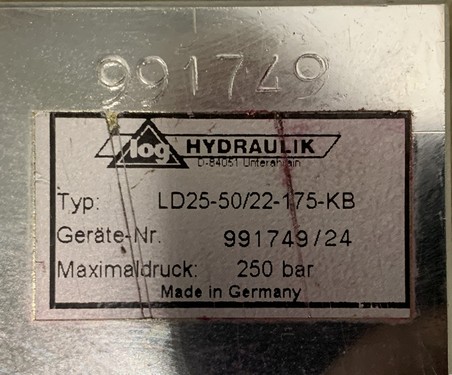 991749
log HYDRAULIK
D-84051 Unterahrain
Typ: LD25-50/22-175-KB
Geräte-Nr. 991749/24
Maximaldruck: 250 bar
Made in Germany